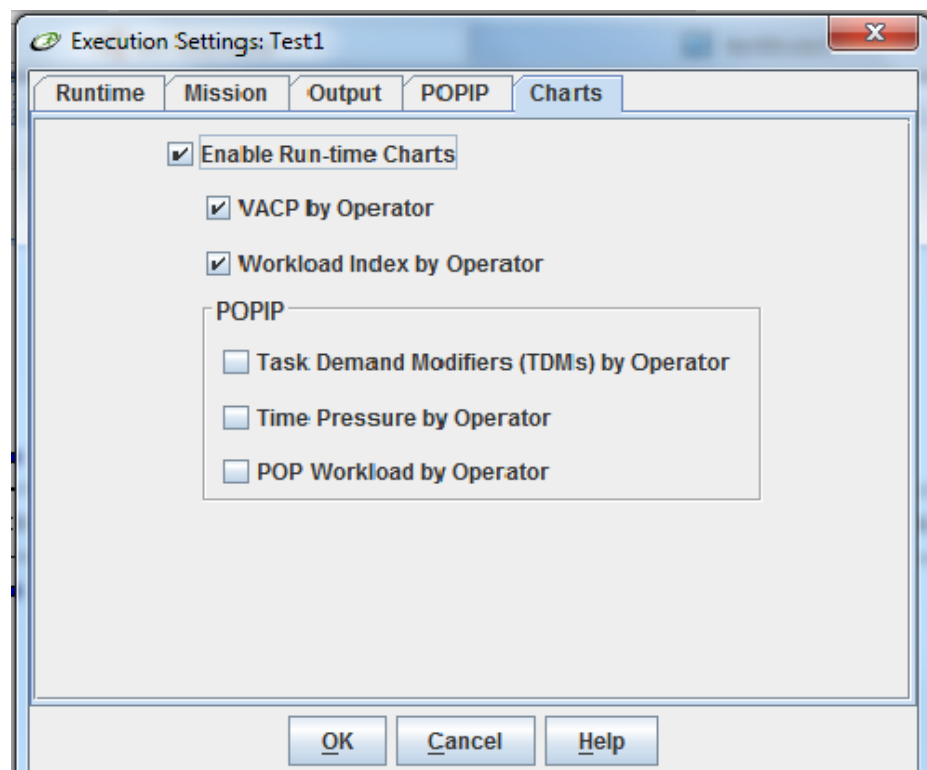 Execution Settings: Test1
X
Runtime Mission Output POPIP Charts
Enable Run-time Charts
VACP by Operator
Workload Index by Operator
POPIP
Task Demand Modifiers (TDMs) by Operator
Time Pressure by Operator
POP Workload by Operator
OK Cancel Help